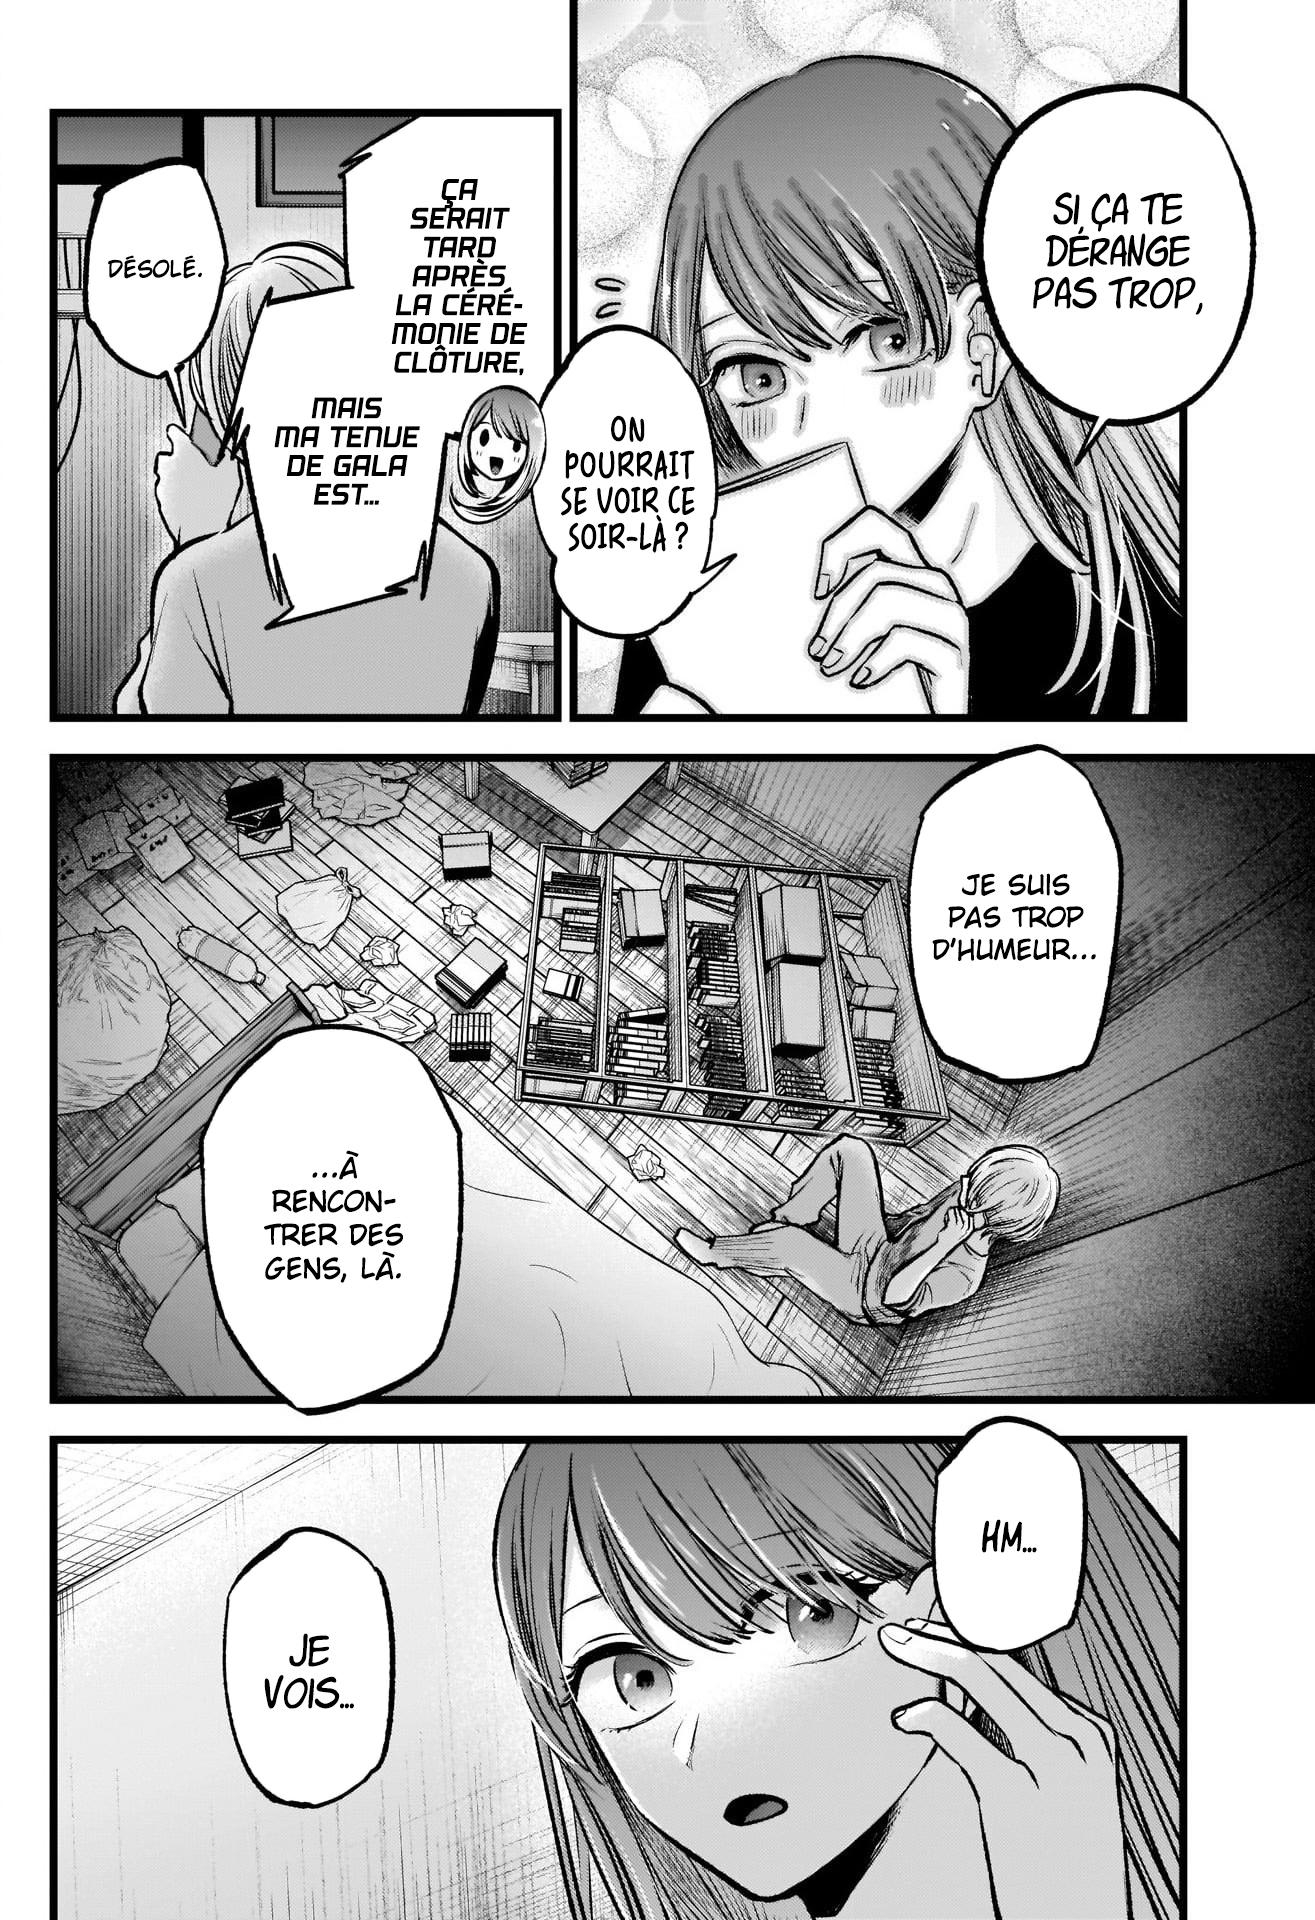 SI ÇA TE
DÉRANGE
PAS TROP,
ON
POURRAIT
SE VOIR CE
SOIR-LÀ ?
ÇA
SERAIT
TARD
APRÈS
LA CÉRÉ-
MONIE DE
CLÔTURE,
MAIS
MA TENUE
DE GALA
EST...
DÉSOLÉ.
JE SUIS
PAS TROP
D'HUMEUR...
...À
RENCON-
TRER DES
GENS, LÀ.
HM...
JE
VOIS...